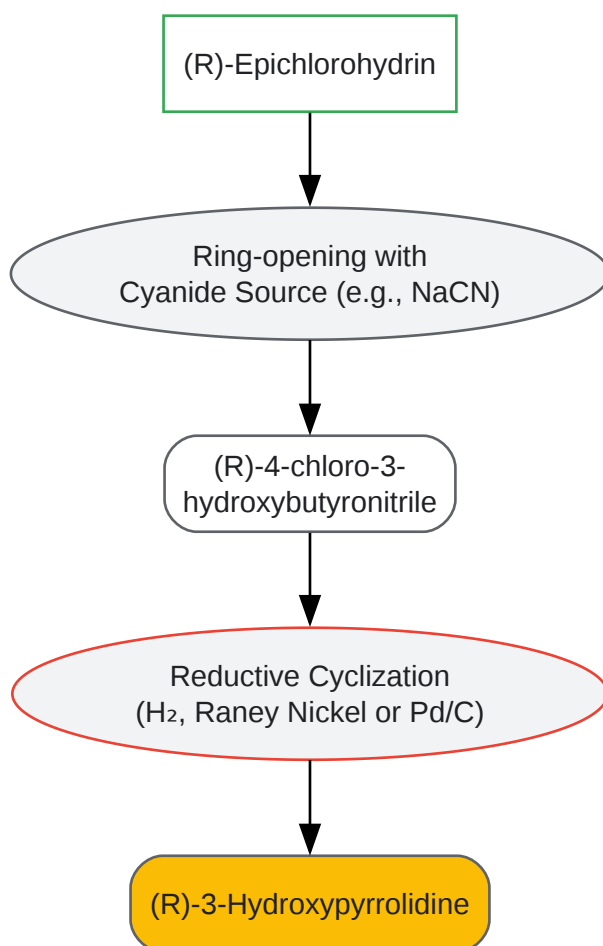 (R)-Epichlorohydrin
Ring-opening with
Cyanide Source (e.g., NaCN)
(R)-4-chloro-3-
hydroxybutyronitrile
Reductive Cyclization
(H₂, Raney Nickel or Pd/C)
(R)-3-Hydroxypyrrolidine